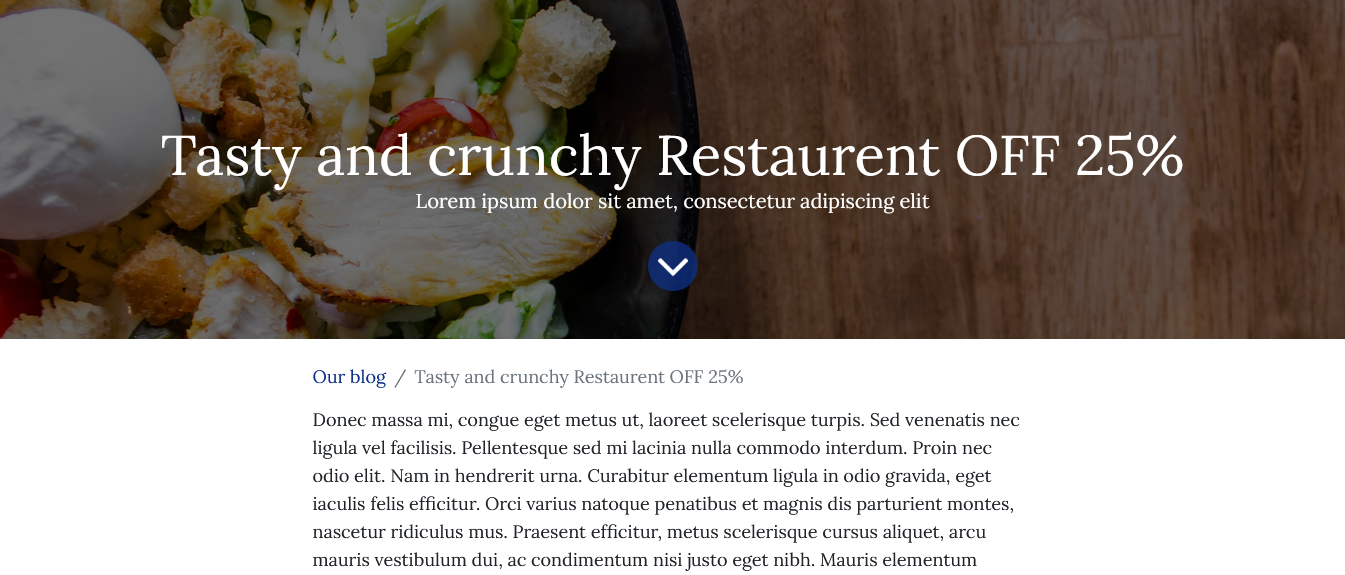 Tasty and crunchy Restaurent OFF 25%
Lorem ipsum dolor sit amet, consectetur adipiscing elit
Our blog / Tasty and crunchy Restaurent OFF 25%
Donec massa mi, congue eget metus ut, laoreet scelerisque turpis. Sed venenatis nec
ligula vel facilisis. Pellentesque sed mi lacinia nulla commodo interdum. Proin nec
odio elit. Nam in hendrerit urna. Curabitur elementum ligula in odio gravida, eget
iaculis felis efficitur. Orci varius natoque penatibus et magnis dis parturient montes,
nascetur ridiculus mus. Praesent efficitur, metus scelerisque cursus aliquet, arcu
mauris vestibulum dui, ac condimentum nisi justo eget nibh. Mauris elementum